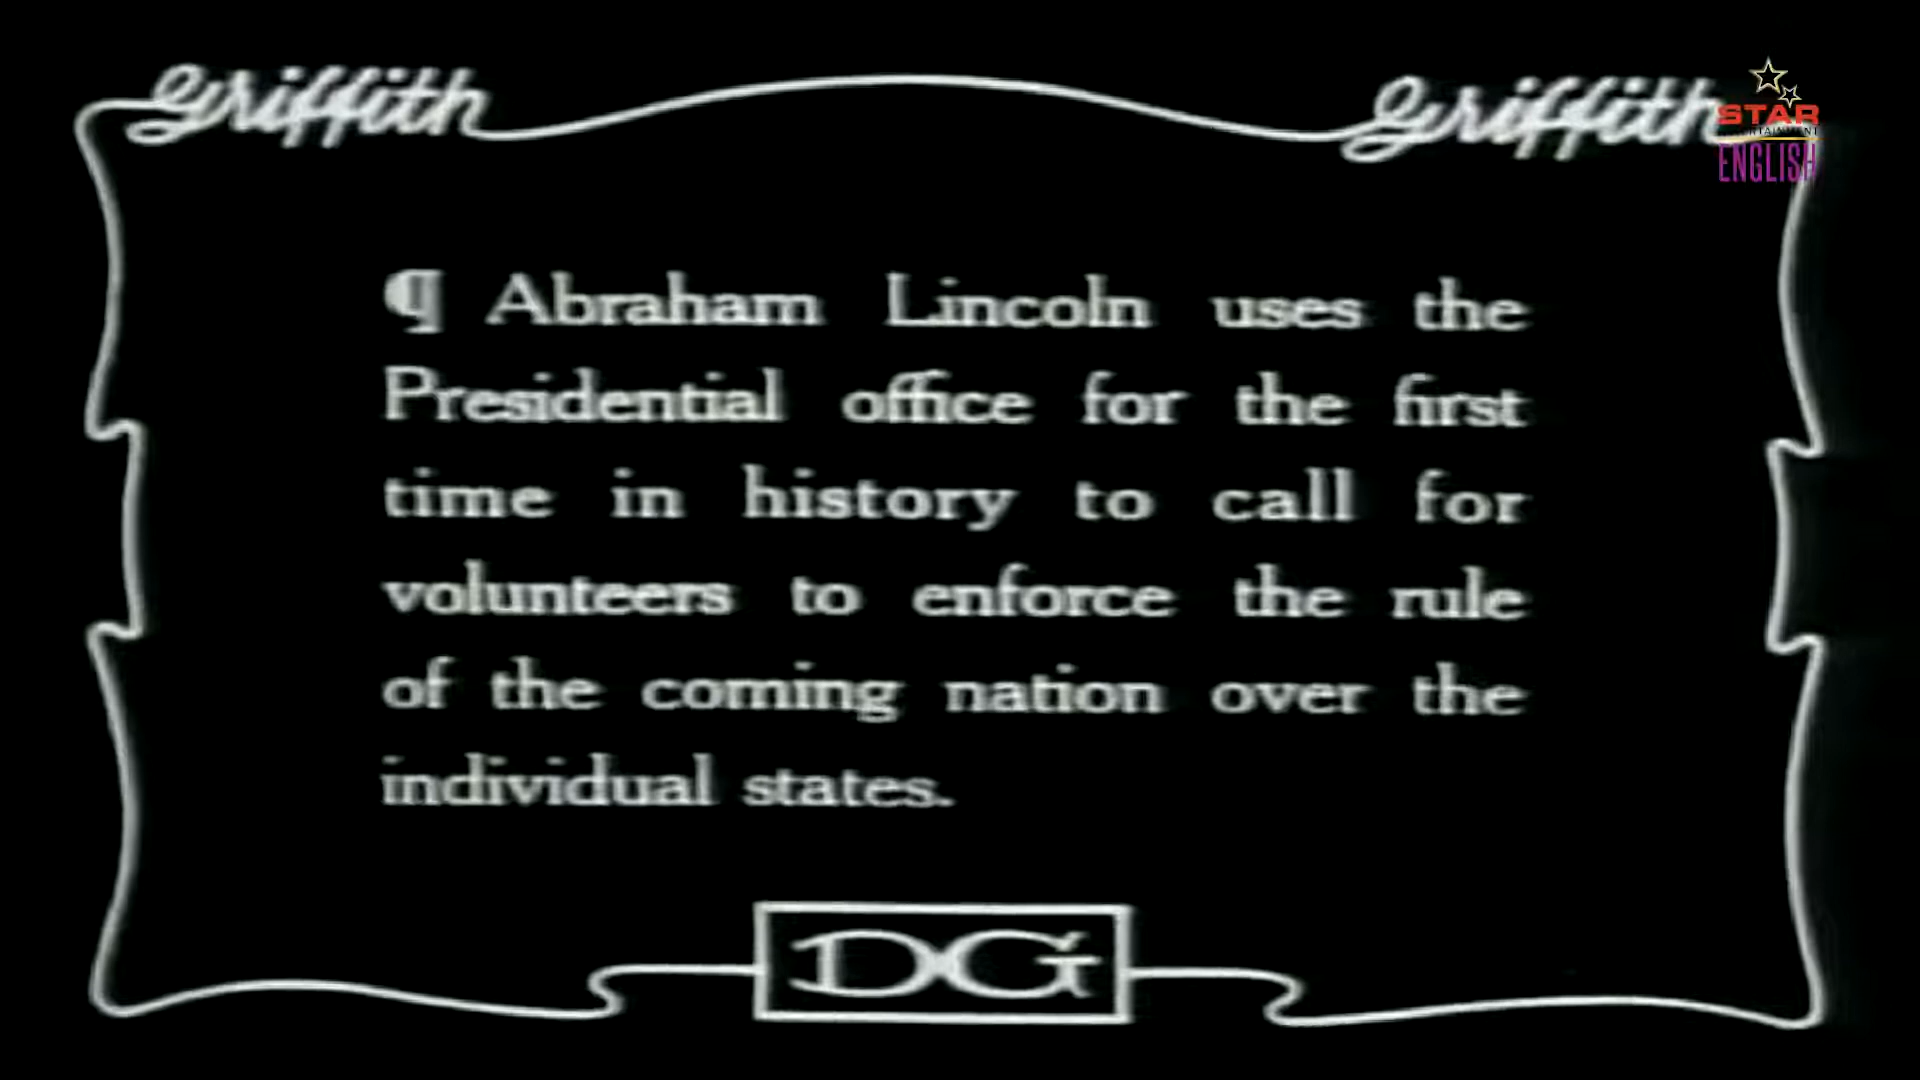 Griffith Griffith
STAR
ENTERTAINMENT
ENGLISH
¶ Abraham Lincoln uses the
Presidential office for the first
time in history to call for
volunteers to enforce the rule
of the coming nation over the
individual states.
DG